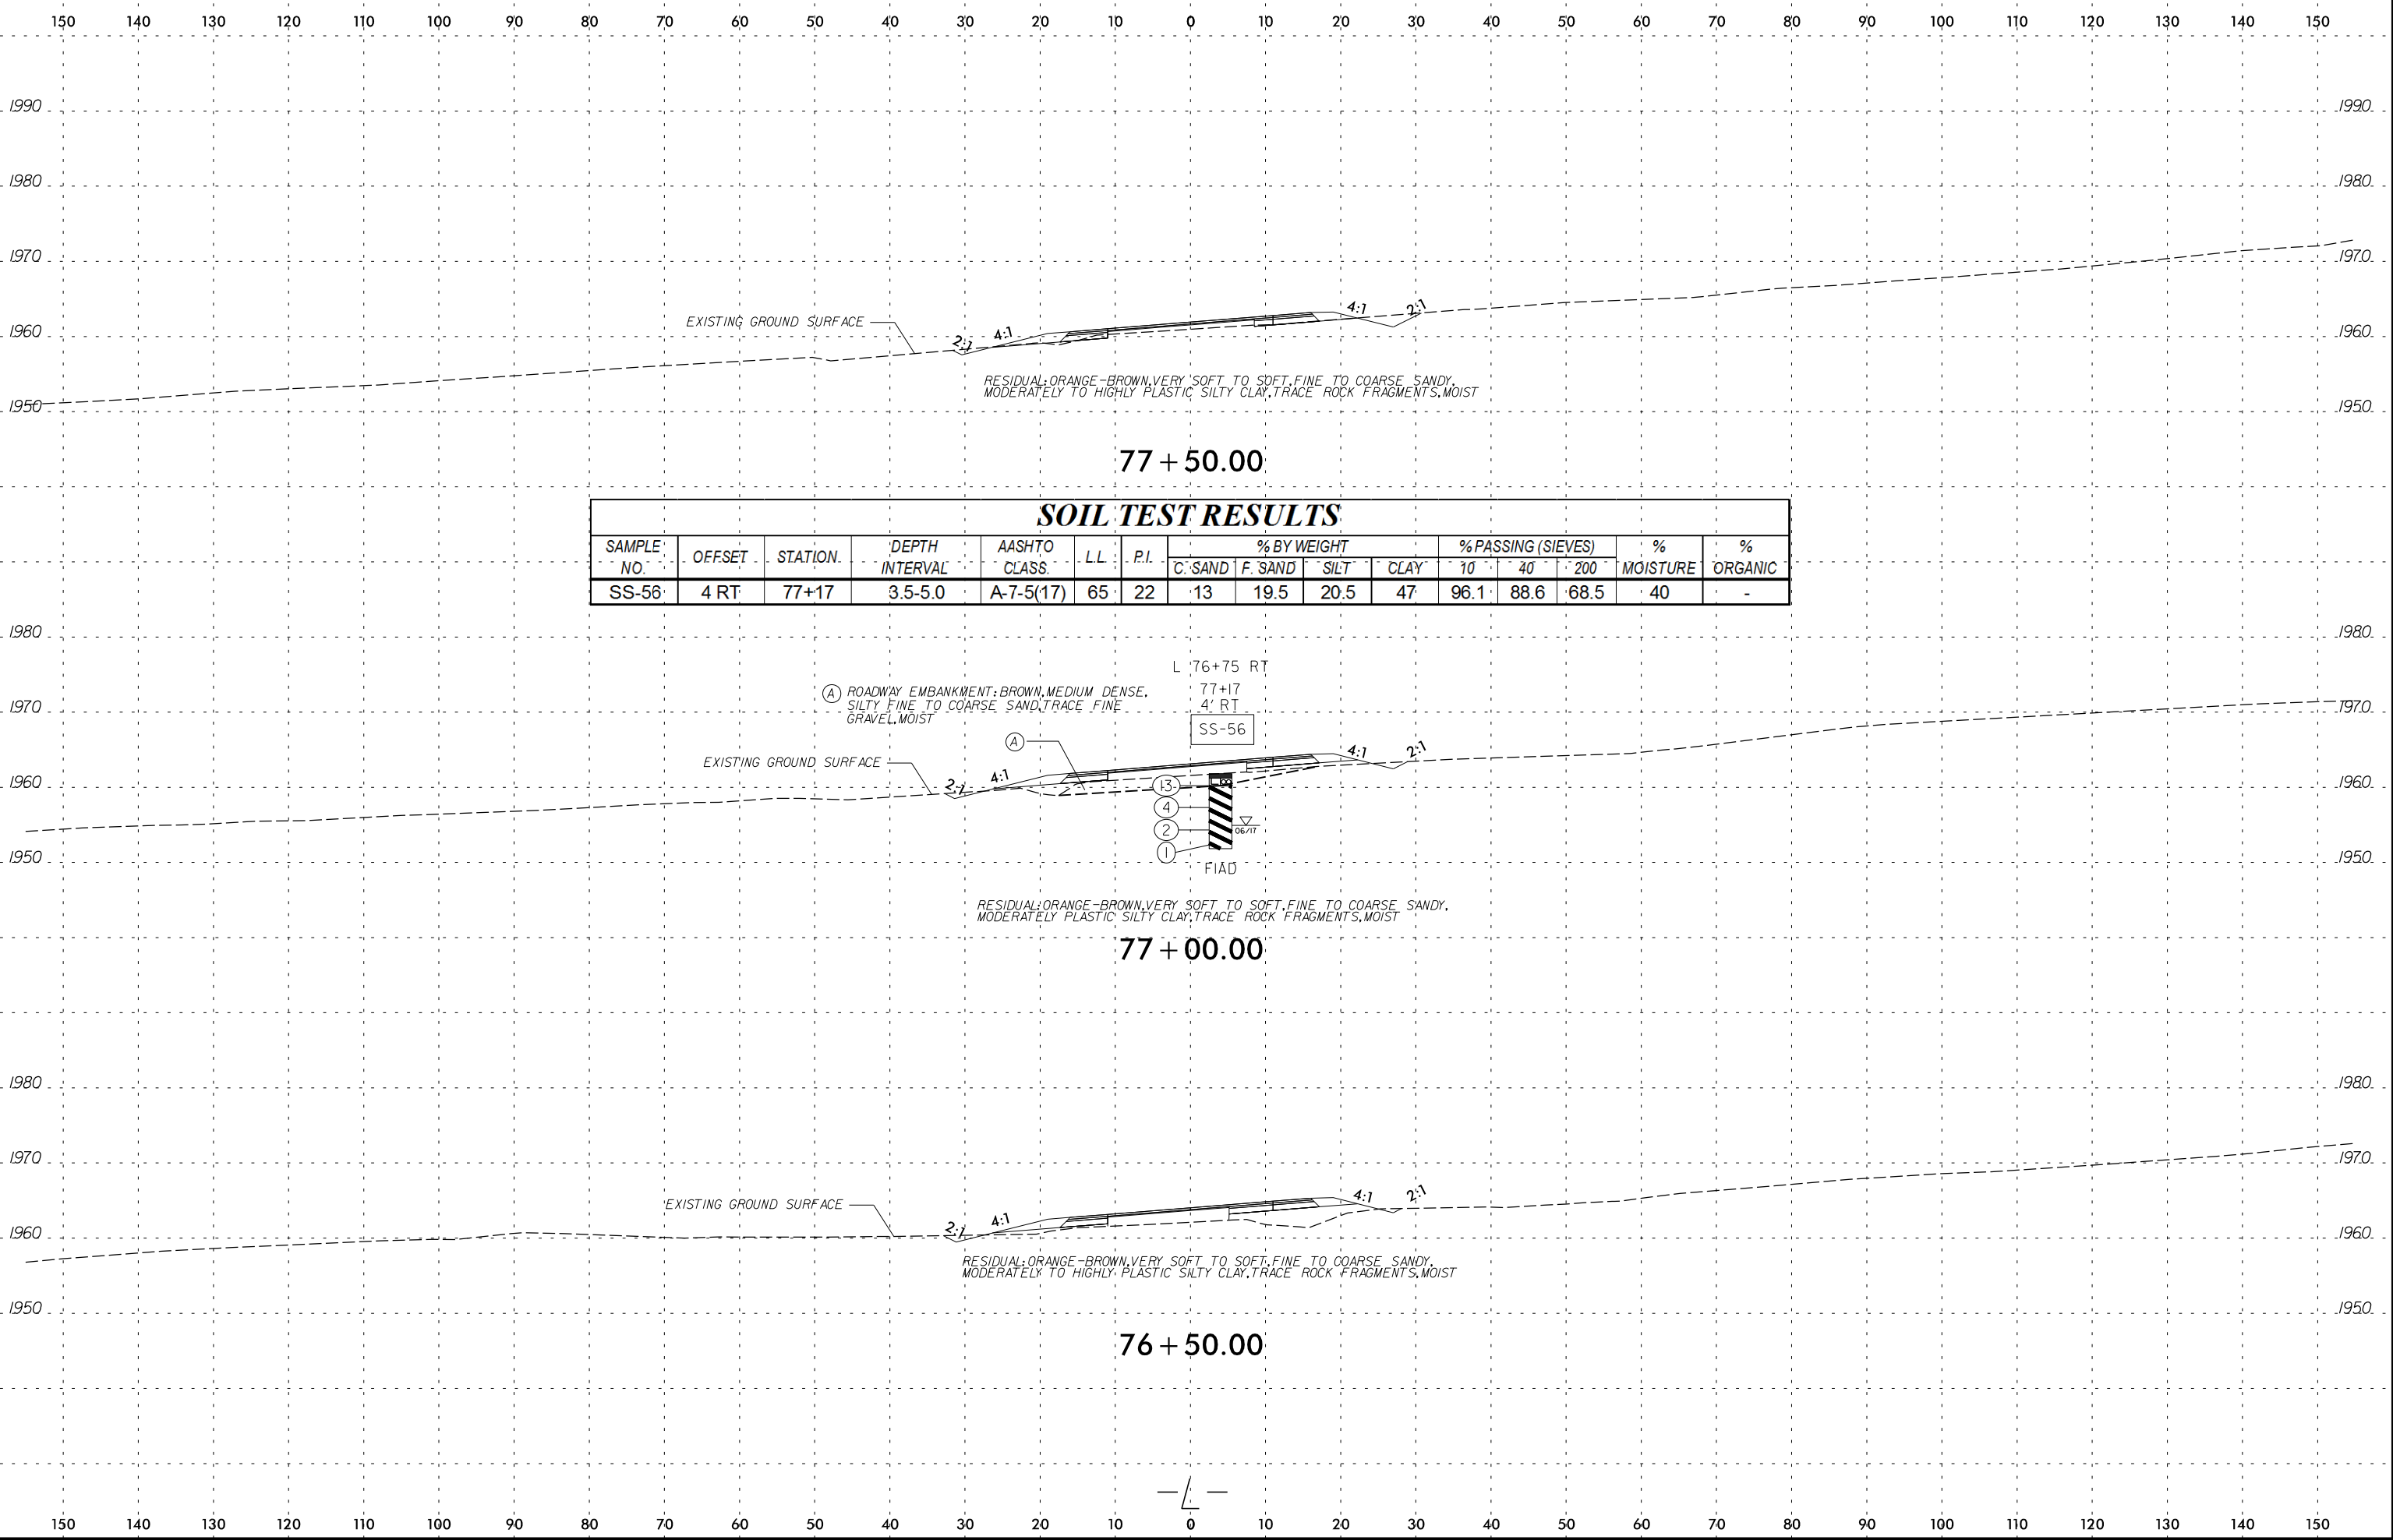 150 140 130 120 110 100 90 80 70 60 50 40 30 20 10 0 10 20 30 40 50 60 70 80 90 100 110 120 130 140 150
1990 1990
1980 1980
1970 1970
4:1 2:1
EXISTING GROUND SURFACE
1960 2:1 4:1 1960
RESIDUAL: ORANGE-BROWN, VERY SOFT TO SOFT, FINE TO COARSE SANDY,
MODERATELY TO HIGHLY PLASTIC SILTY CLAY, TRACE ROCK FRAGMENTS, MOIST
1950 1950
77+50.00
SOIL TEST RESULTS
SAMPLE NO. OFFSET STATION DEPTH INTERVAL AASHTO CLASS. L.L. P.I. % BY WEIGHT % PASSING (SIEVES) % MOISTURE % ORGANIC
C. SAND F. SAND SILT CLAY 10 40 200
SS-56 4 RT 77+17 3.5-5.0 A-7-5(17) 65 22 13 19.5 20.5 47 96.1 88.6 68.5 40 -
1980 1980
L 76+75 RT
77+17
4' RT
SS-56
A ROADWAY EMBANKMENT: BROWN, MEDIUM DENSE,
SILTY FINE TO COARSE SAND, TRACE FINE
GRAVEL, MOIST
1970 1970
A
4:1 2:1
EXISTING GROUND SURFACE
1960 2:1 4:1 1960
13
4
2
1
06/17
1950 1950
FIAD
RESIDUAL: ORANGE-BROWN, VERY SOFT TO SOFT, FINE TO COARSE SANDY,
MODERATELY PLASTIC SILTY CLAY, TRACE ROCK FRAGMENTS, MOIST
77+00.00
1980 1980
1970 1970
4:1 2:1
EXISTING GROUND SURFACE
1960 2:1 4:1 1960
RESIDUAL: ORANGE-BROWN, VERY SOFT TO SOFT, FINE TO COARSE SANDY,
MODERATELY TO HIGHLY PLASTIC SILTY CLAY, TRACE ROCK FRAGMENTS, MOIST
1950 1950
76+50.00
-L-
150 140 130 120 110 100 90 80 70 60 50 40 30 20 10 0 10 20 30 40 50 60 70 80 90 100 110 120 130 140 150